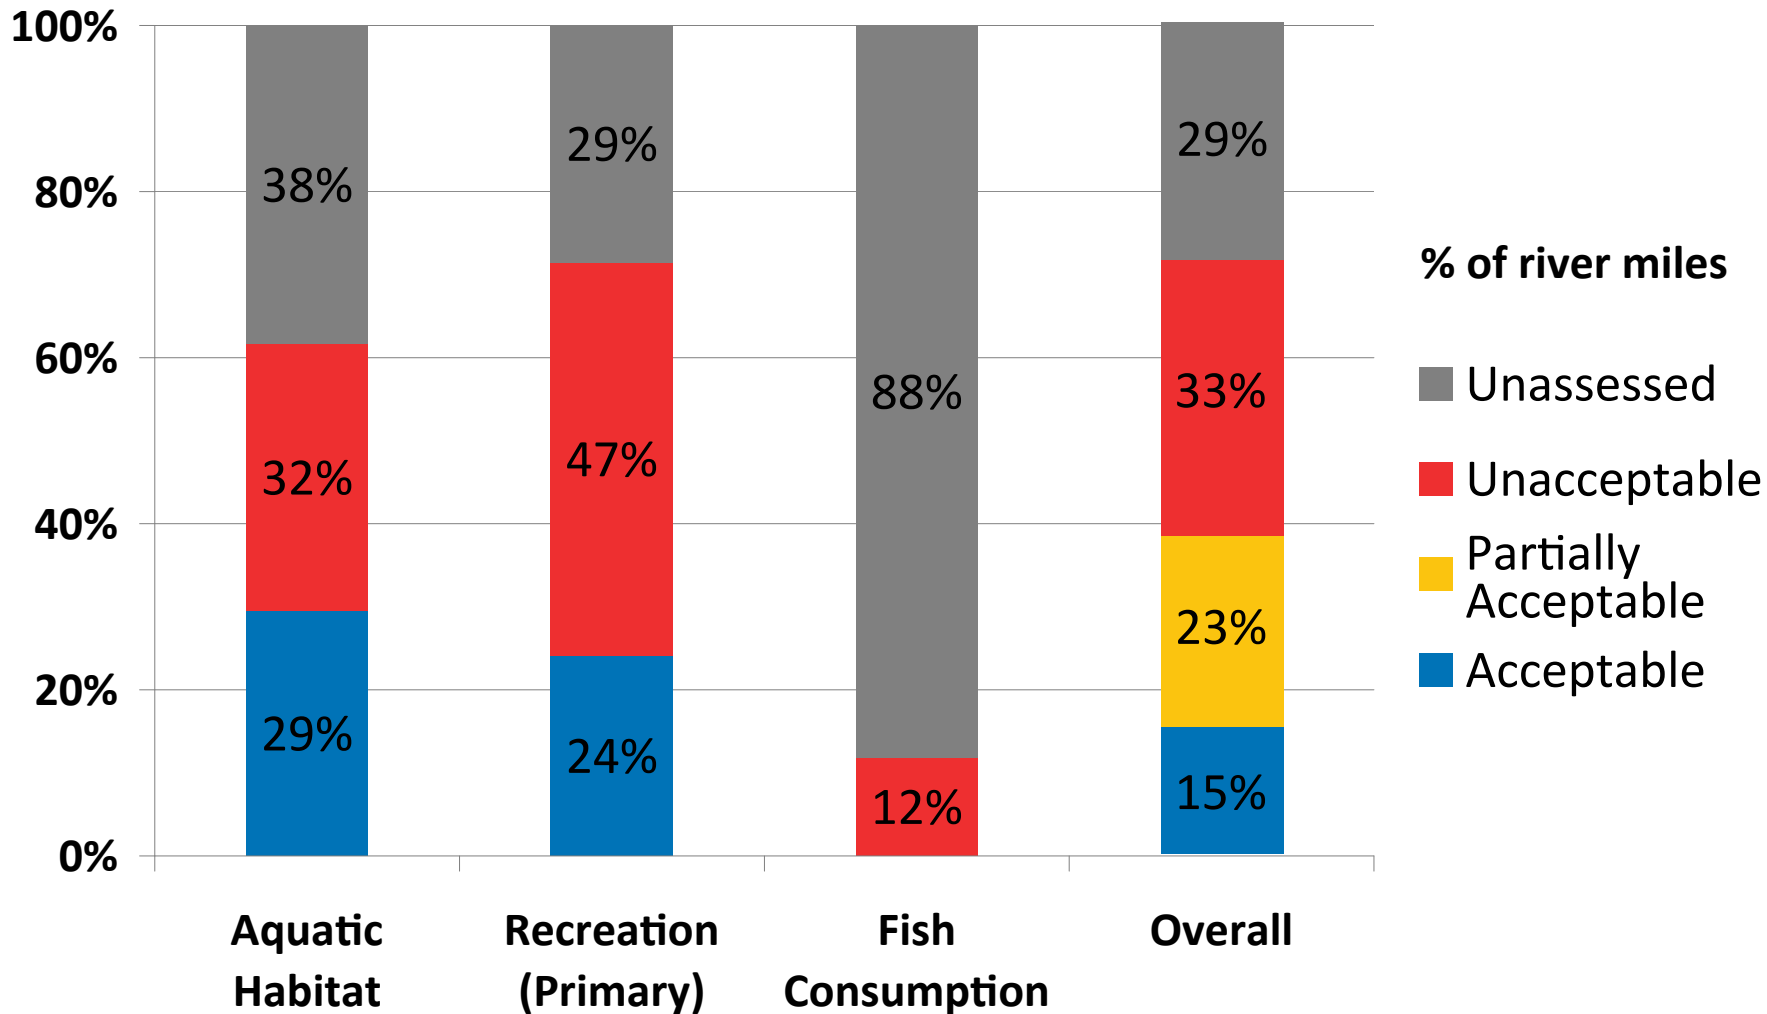 100%
80%
60%
40%
20%
0%
38%
32%
29%
29%
47%
24%
88%
12%
29%
33%
23%
15%
Aquatic
Habitat
Recreation
(Primary)
Fish
Consumption
Overall
% of river miles
Unassessed
Unacceptable
Partially
Acceptable
Acceptable